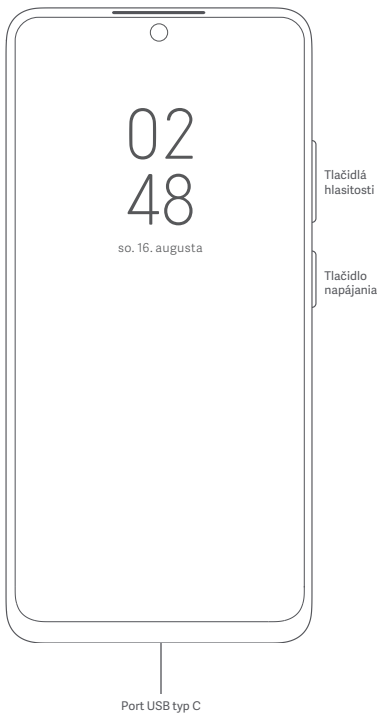 02
48
so. 16. augusta
Tlačidlá
hlasitosti
Tlačidlo
napájania
Port USB typ C